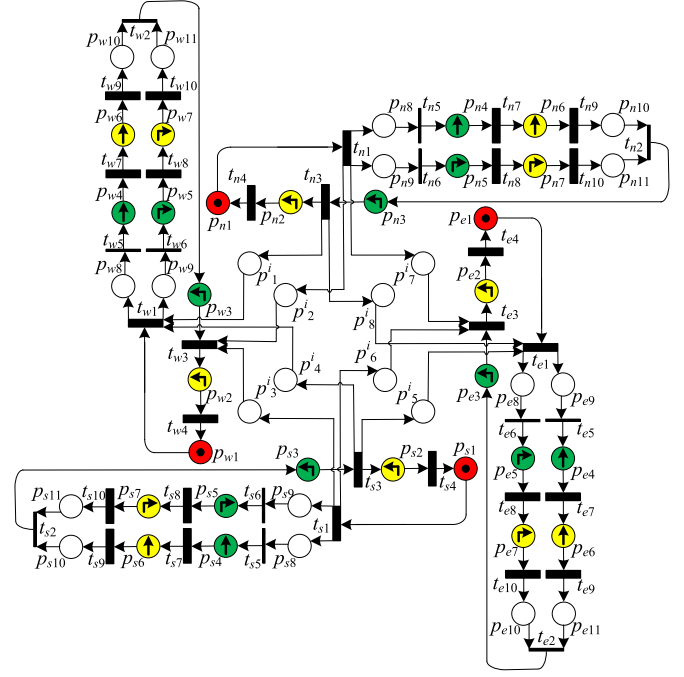 t_w2
p_w10 p_w11
t_w9 t_w10
p_w6 p_w7
t_w7 t_w8
p_w4 p_w5
t_w5 t_w6
p_w8 p_w9
t_w1
p_w3
t_w3
p_w2
t_w4
p_w1
p_n8 t_n5 p_n4 t_n7 p_n6 t_n9 p_n10
t_n1 t_n2
p_n9 t_n6 p_n5 t_n8 p_n7 t_n10 p_n11
t_n4 t_n3
p_n1 p_n2 p_n3
p^i_1 p^i_7
p^i_2 p^i_8
p^i_4 p^i_6
p^i_3 p^i_5
p_e1
t_e4
p_e2
t_e3
t_e1
p_e3
p_e8 p_e9
t_e6 t_e5
p_e5 p_e4
t_e8 t_e7
p_e7 p_e6
t_e10 t_e9
p_e10 p_e11
t_e2
p_s3 p_s2 p_s1
t_s3 t_s4
p_s11 t_s10 p_s7 t_s8 p_s5 t_s6 p_s9
t_s2 t_s1
p_s10 t_s9 p_s6 t_s7 p_s4 t_s5 p_s8